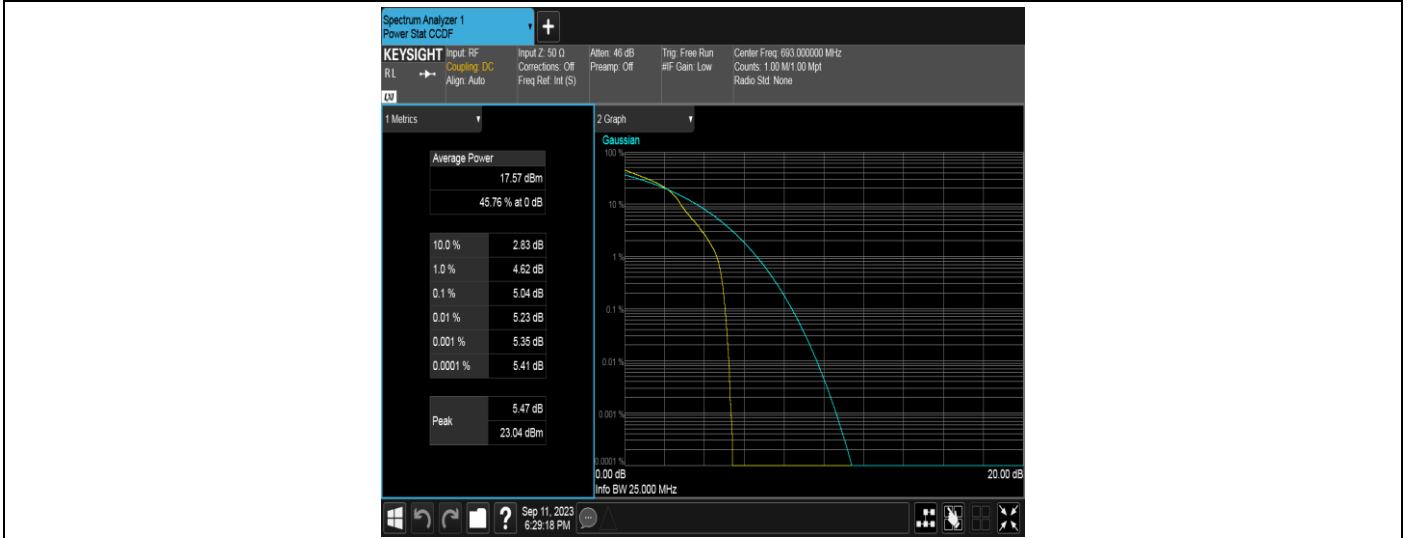 Spectrum Analyzer 1
Power Stat CCDF
+
KEYSIGHT
RL
LXI
Input: RF
Coupling: DC
Align: Auto
Input Z: 50 Ω
Corrections: Off
Freq Ref: Int (S)
Atten: 46 dB
Preamp: Off
Trig: Free Run
#IF Gain: Low
Center Freq: 693.000000 MHz
Counts: 1.00 M/1.00 Mpt
Radio Std: None
1 Metrics
Average Power
17.57 dBm
45.76 % at 0 dB
10.0 % 2.83 dB
1.0 % 4.62 dB
0.1 % 5.04 dB
0.01 % 5.23 dB
0.001 % 5.35 dB
0.0001 % 5.41 dB
Peak
5.47 dB
23.04 dBm
2 Graph
Gaussian
100 %
10 %
1 %
0.1 %
0.01 %
0.001 %
0.0001 %
0.00 dB 20.00 dB
Info BW 25.000 MHz
?
Sep 11, 2023
6:29:18 PM